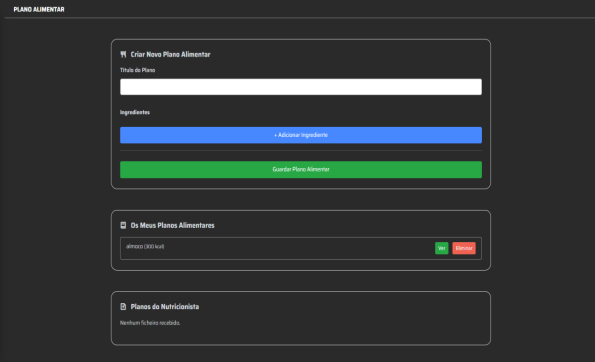 PLANO ALIMENTAR
Criar Novo Plano Alimentar
Título do Plano
Ingredientes
+ Adicionar Ingrediente
Guardar Plano Alimentar
Os Meus Planos Alimentares
almoco (300 kcal)
Ver
Eliminar
Planos do Nutricionista
Nenhum ficheiro recebido.